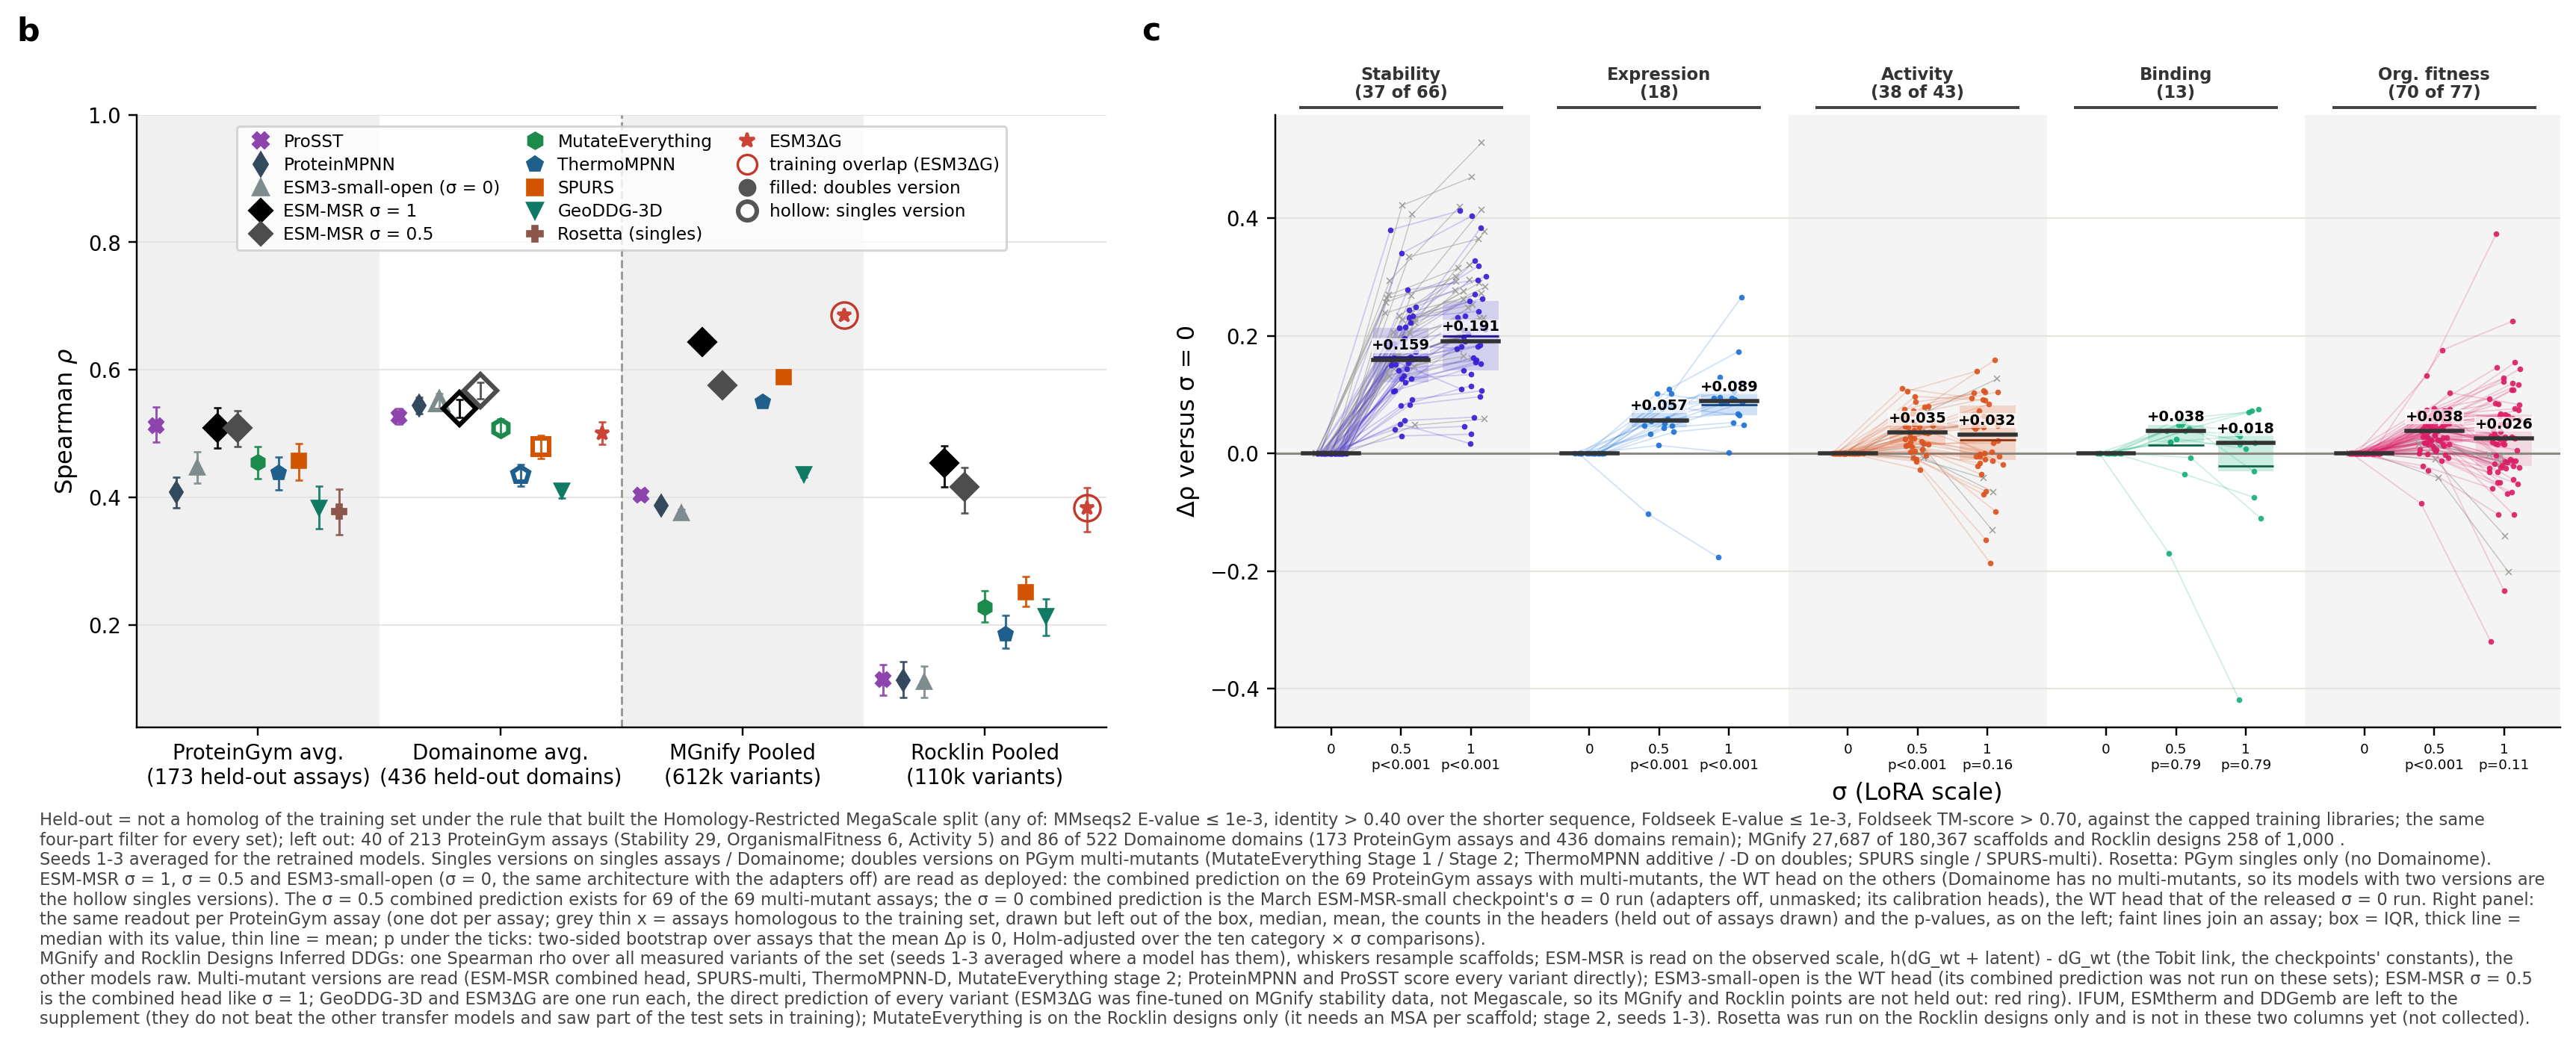 b
c
Spearman ρ
1.0
0.8
0.6
0.4
0.2
ProSST
ProteinMPNN
ESM3-small-open (σ = 0)
ESM-MSR σ = 1
ESM-MSR σ = 0.5
MutateEverything
ThermoMPNN
SPURS
GeoDDG-3D
Rosetta (singles)
ESM3ΔG
training overlap (ESM3ΔG)
filled: doubles version
hollow: singles version
ProteinGym avg.
(173 held-out assays)
Domainome avg.
(436 held-out domains)
MGnify Pooled
(612k variants)
Rocklin Pooled
(110k variants)
Stability
(37 of 66)
Expression
(18)
Activity
(38 of 43)
Binding
(13)
Org. fitness
(70 of 77)
Δρ versus σ = 0
0.4
0.2
0.0
−0.2
−0.4
+0.159
+0.191
+0.057
+0.089
+0.035
+0.032
+0.038
+0.018
+0.038
+0.026
0 0.5 1
p<0.001 p<0.001
0 0.5 1
p<0.001 p<0.001
0 0.5 1
p<0.001 p=0.16
0 0.5 1
p=0.79 p=0.79
0 0.5 1
p<0.001 p=0.11
σ (LoRA scale)
Held-out = not a homolog of the training set under the rule that built the Homology-Restricted MegaScale split (any of: MMseqs2 E-value ≤ 1e-3, identity > 0.40 over the shorter sequence, Foldseek E-value ≤ 1e-3, Foldseek TM-score > 0.70, against the capped training libraries; the same
four-part filter for every set); left out: 40 of 213 ProteinGym assays (Stability 29, OrganismalFitness 6, Activity 5) and 86 of 522 Domainome domains (173 ProteinGym assays and 436 domains remain); MGnify 27,687 of 180,367 scaffolds and Rocklin designs 258 of 1,000 .
Seeds 1-3 averaged for the retrained models. Singles versions on singles assays / Domainome; doubles versions on PGym multi-mutants (MutateEverything Stage 1 / Stage 2; ThermoMPNN additive / -D on doubles; SPURS single / SPURS-multi). Rosetta: PGym singles only (no Domainome).
ESM-MSR σ = 1, σ = 0.5 and ESM3-small-open (σ = 0, the same architecture with the adapters off) are read as deployed: the combined prediction on the 69 ProteinGym assays with multi-mutants, the WT head on the others (Domainome has no multi-mutants, so its models with two versions are
the hollow singles versions). The σ = 0.5 combined prediction exists for 69 of the 69 multi-mutant assays; the σ = 0 combined prediction is the March ESM-MSR-small checkpoint's σ = 0 run (adapters off, unmasked; its calibration heads), the WT head that of the released σ = 0 run. Right panel:
the same readout per ProteinGym assay (one dot per assay; grey thin x = assays homologous to the training set, drawn but left out of the box, median, mean, the counts in the headers (held out of assays drawn) and the p-values, as on the left; faint lines join an assay; box = IQR, thick line =
median with its value, thin line = mean; p under the ticks: two-sided bootstrap over assays that the mean Δρ is 0, Holm-adjusted over the ten category × σ comparisons).
MGnify and Rocklin Designs Inferred DDGs: one Spearman rho over all measured variants of the set (seeds 1-3 averaged where a model has them), whiskers resample scaffolds; ESM-MSR is read on the observed scale, h(dG_wt + latent) - dG_wt (the Tobit link, the checkpoints' constants), the
other models raw. Multi-mutant versions are read (ESM-MSR combined head, SPURS-multi, ThermoMPNN-D, MutateEverything stage 2; ProteinMPNN and ProSST score every variant directly); ESM3-small-open is the WT head (its combined prediction was not run on these sets); ESM-MSR σ = 0.5
is the combined head like σ = 1; GeoDDG-3D and ESM3ΔG are one run each, the direct prediction of every variant (ESM3ΔG was fine-tuned on MGnify stability data, not Megascale, so its MGnify and Rocklin points are not held out: red ring). IFUM, ESMtherm and DDGemb are left to the
supplement (they do not beat the other transfer models and saw part of the test sets in training); MutateEverything is on the Rocklin designs only (it needs an MSA per scaffold; stage 2, seeds 1-3). Rosetta was run on the Rocklin designs only and is not in these two columns yet (not collected).